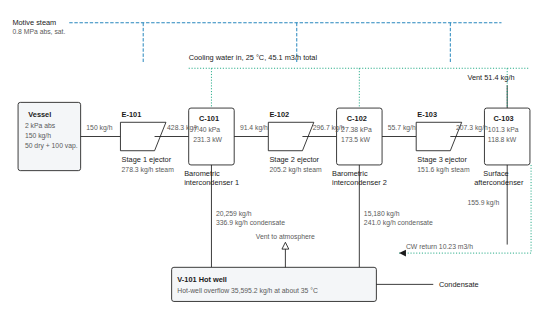 Motive steam
0.8 MPa abs, sat.
Cooling water in, 25 °C, 45.1 m3/h total
Vent 51.4 kg/h
Vessel
2 kPa abs
150 kg/h
50 dry + 100 vap.
150 kg/h
E-101
Stage 1 ejector
278.3 kg/h steam
428.3 kg/h
C-101
7.40 kPa
231.3 kW
Barometric
intercondenser 1
91.4 kg/h
E-102
Stage 2 ejector
205.2 kg/h steam
296.7 kg/h
C-102
27.38 kPa
173.5 kW
Barometric
intercondenser 2
55.7 kg/h
E-103
Stage 3 ejector
151.6 kg/h steam
207.3 kg/h
C-103
101.3 kPa
118.8 kW
Surface
aftercondenser
155.9 kg/h
20,259 kg/h
336.9 kg/h condensate
15,180 kg/h
241.0 kg/h condensate
Vent to atmosphere
CW return 10.23 m3/h
V-101 Hot well
Hot-well overflow 35,595.2 kg/h at about 35 °C
Condensate